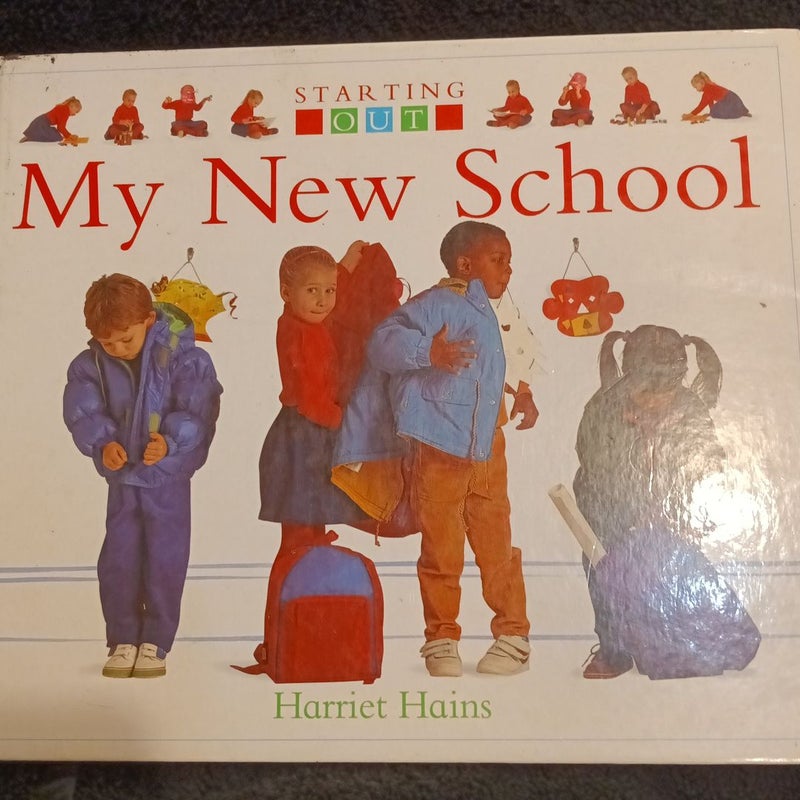 STARTING
OUT
My New School
Harriet Hains